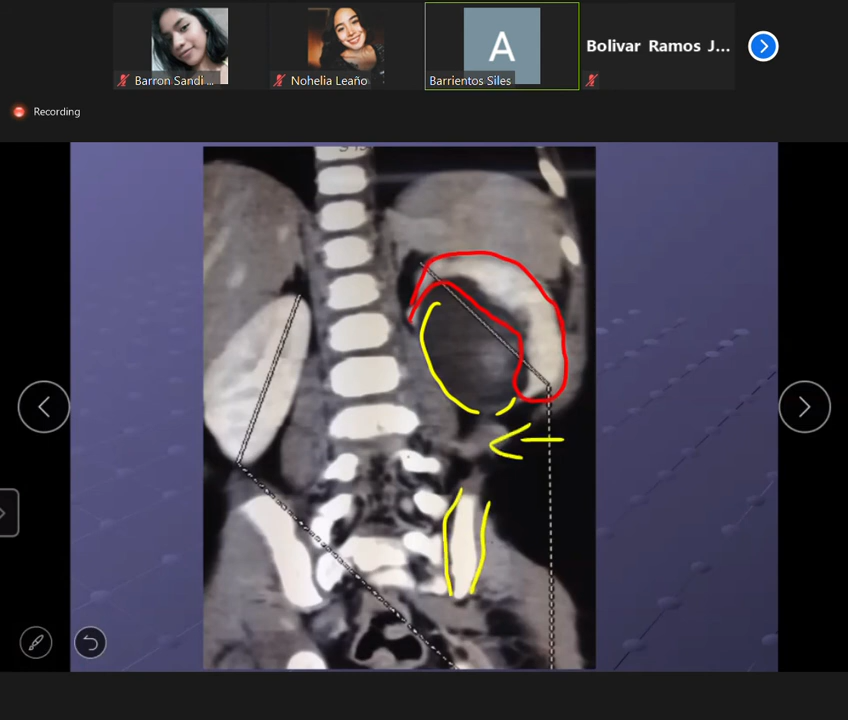 Barron Sandi ...
Nohelia Leaño
A
Barrientos Siles
Bolivar Ramos J...
Recording